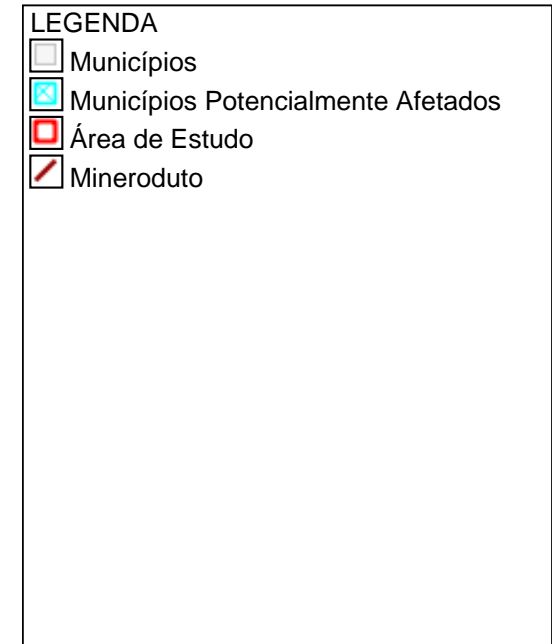 LEGENDA
Municípios
Municípios Potencialmente Afetados
Área de Estudo
Mineroduto